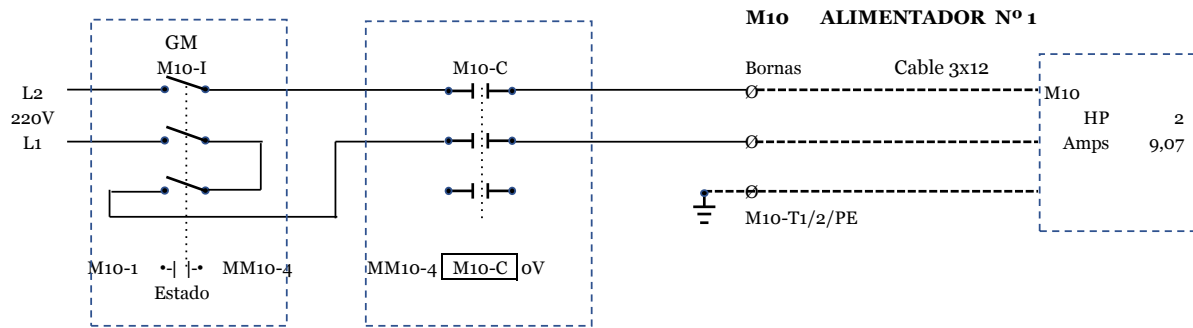 M10 ALIMENTADOR Nº 1
GM
M10-I
M10-C
Bornas
Cable 3x12
L2
220V
L1
M10
HP 2
Amps 9,07
M10-T1/2/PE
M10-1 MM10-4
Estado
MM10-4 M10-C 0V